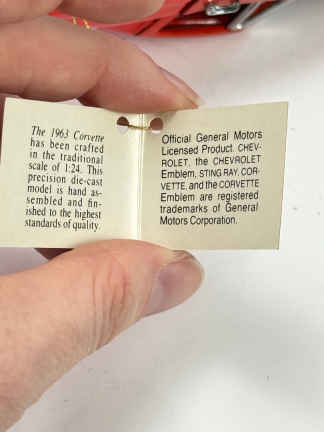 The 1963 Corvette
has been crafted
in the traditional
scale of 1:24. This
precision die-cast
model is hand as-
sembled and fin-
ished to the highest
standards of quality.
Official General Motors
Licensed Product. CHEV-
ROLET, the CHEVROLET
Emblem, STING RAY, COR-
VETTE, and the CORVETTE
Emblem are registered
trademarks of General
Motors Corporation.